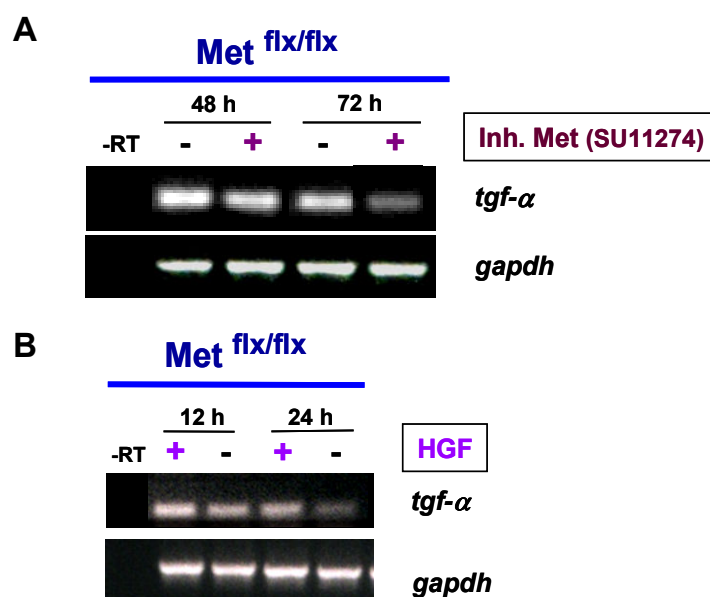 A
Met flx/flx
48 h 72 h
-RT - + - +
Inh. Met (SU11274)
tgf-α
gapdh
B
Met flx/flx
12 h 24 h
-RT + - + -
HGF
tgf-α
gapdh